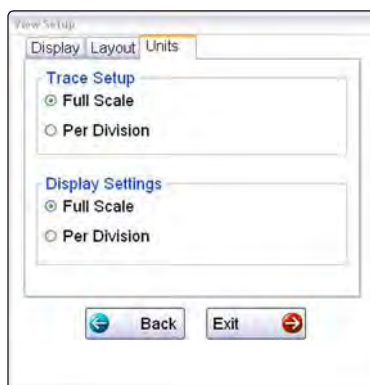 View Setup
Display Layout Units
Trace Setup
Full Scale
Per Division
Display Settings
Full Scale
Per Division
Back Exit